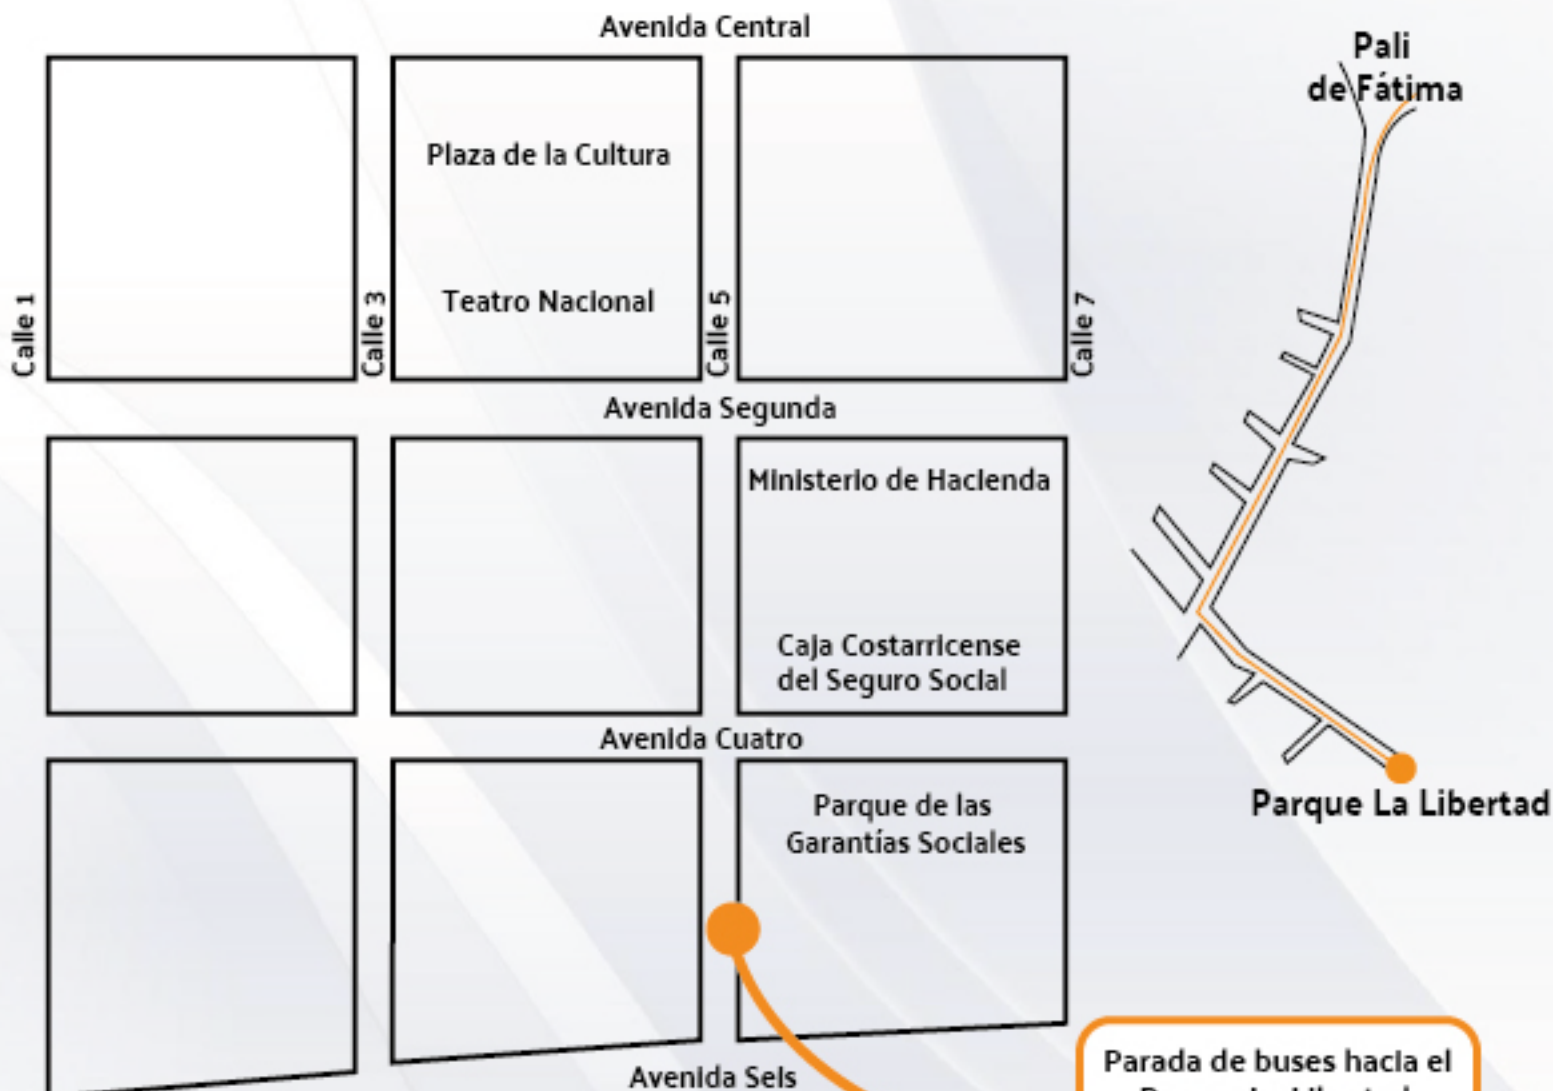 Avenida Central
Pali
de Fátima
Plaza de la Cultura
Teatro Nacional
Calle 1
Calle 3
Calle 5
Calle 7
Avenida Segunda
Ministerio de Hacienda
Caja Costarricense
del Seguro Social
Avenida Cuatro
Parque de las
Garantías Sociales
Parque La Libertad
Avenida Seis
Parada de buses hacia el